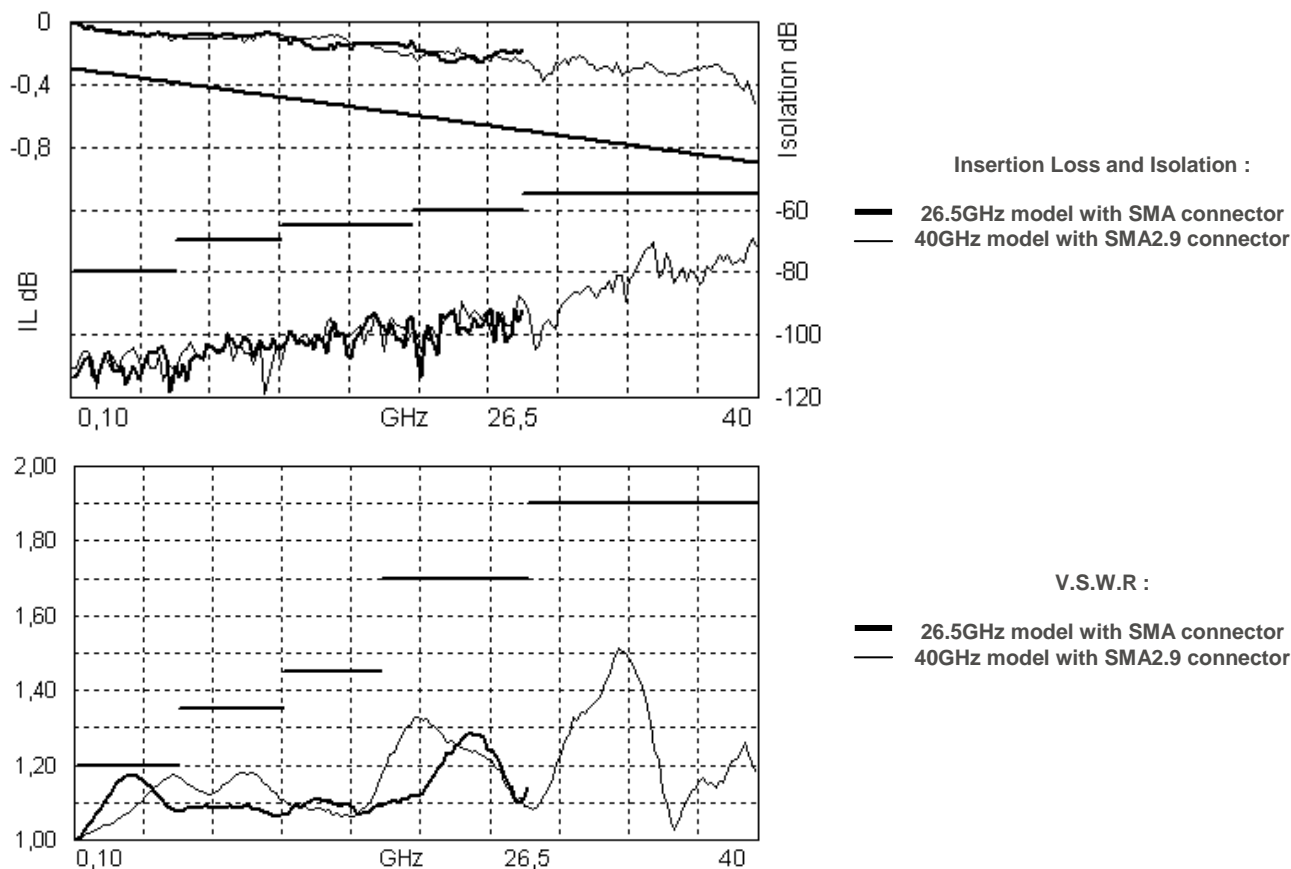 0
-0,4
-0,8
IL dB
Isolation dB
-60
-80
-100
-120
0,10 GHz 26,5 40
Insertion Loss and Isolation :
26.5GHz model with SMA connector
40GHz model with SMA2.9 connector
2,00
1,80
1,60
1,40
1,20
1,00
0,10 GHz 26,5 40
V.S.W.R :
26.5GHz model with SMA connector
40GHz model with SMA2.9 connector